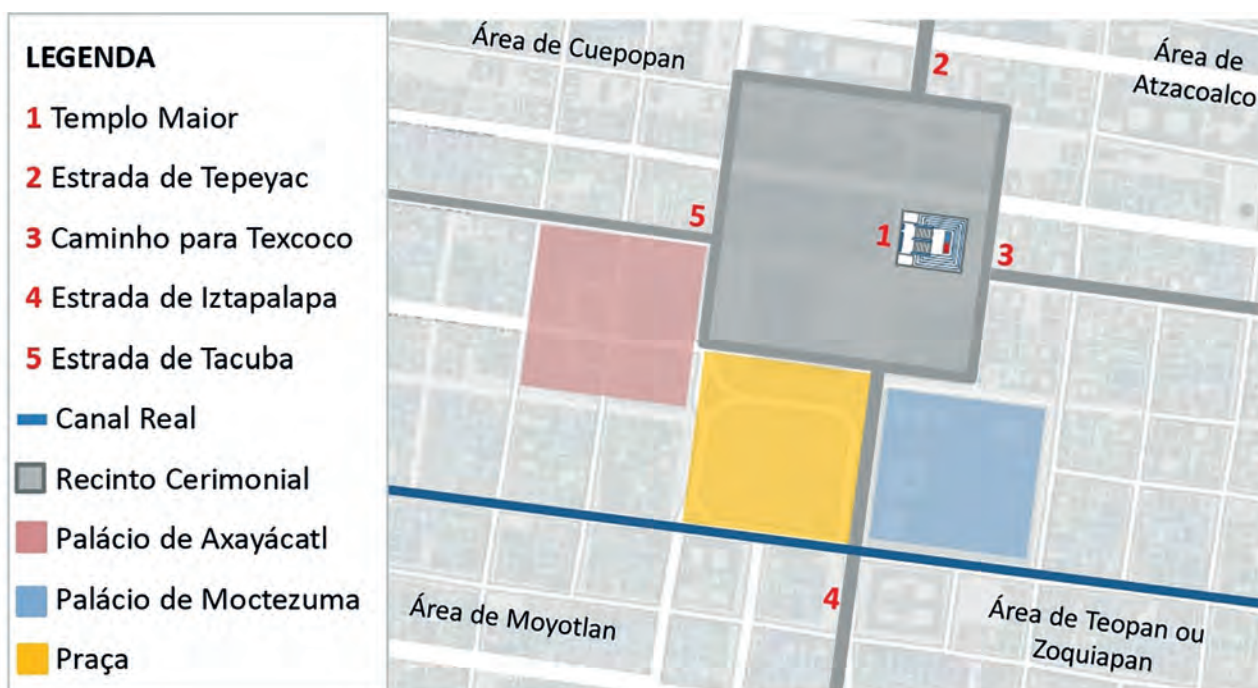 LEGENDA
1 Templo Maior
2 Estrada de Tepeyac
3 Caminho para Texcoco
4 Estrada de Iztapalapa
5 Estrada de Tacuba
Canal Real
Recinto Cerimonial
Palácio de Axayácatl
Palácio de Moctezuma
Praça
Área de Cuepopan
2
Área de
Atzacoalco
5
1
3
4
Área de Moyotlan
Área de Teopan ou
Zoquiapan